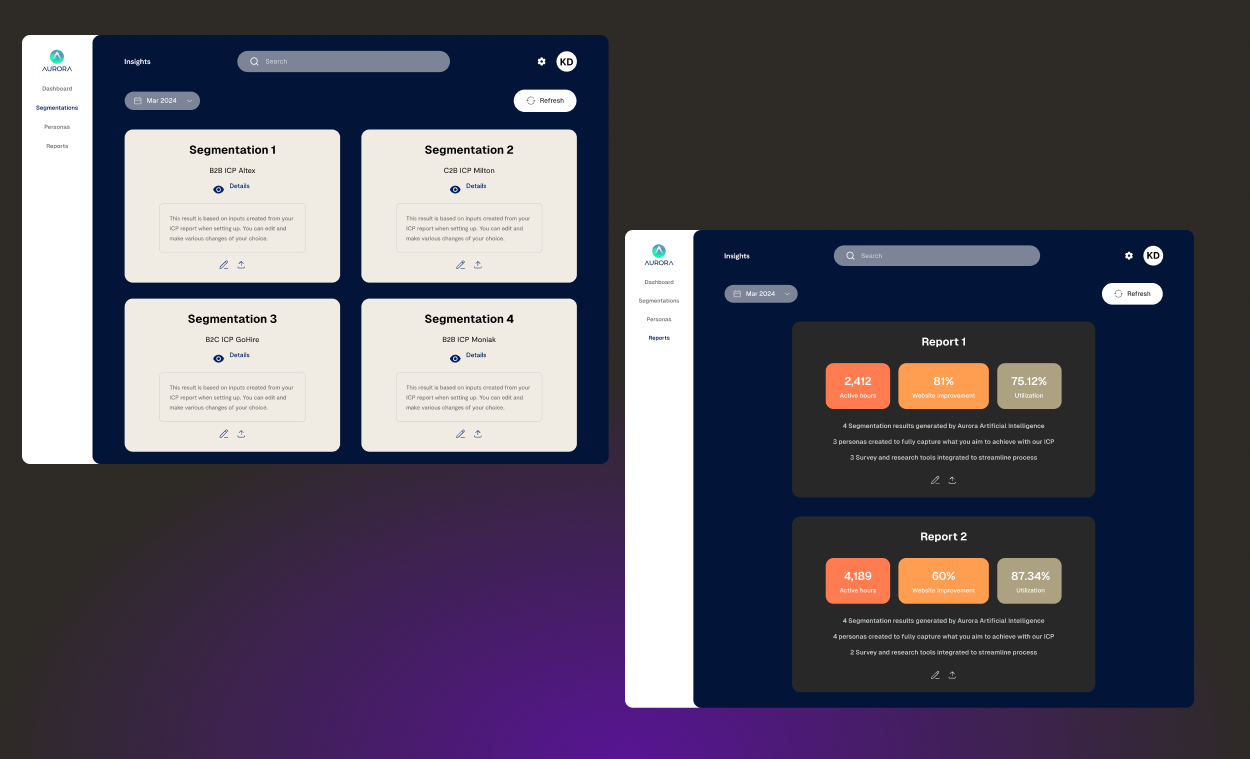 AURORA
Dashboard
Segmentations
Personas
Reports
Insights
Search
KD
Mar 2024
Refresh
Segmentation 1
B2B ICP Altex
Details
This result is based on inputs created from your
ICP report when setting up. You can edit and
make various changes of your choice.
Segmentation 2
C2B ICP Milton
Details
This result is based on inputs created from your
ICP report when setting up. You can edit and
make various changes of your choice.
Segmentation 3
B2C ICP GoHire
Details
This result is based on inputs created from your
ICP report when setting up. You can edit and
make various changes of your choice.
Segmentation 4
B2B ICP Moniak
Details
This result is based on inputs created from your
ICP report when setting up. You can edit and
make various changes of your choice.
AURORA
Dashboard
Segmentations
Personas
Reports
Insights
Search
KD
Mar 2024
Refresh
Report 1
2,412
Active hours
81%
Website improvement
75.12%
Utilization
4 Segmentation results generated by Aurora Artificial Intelligence
3 personas created to fully capture what you aim to achieve with our ICP
3 Survey and research tools integrated to streamline process
Report 2
4,189
Active hours
60%
Website improvement
87.34%
Utilization
4 Segmentation results generated by Aurora Artificial Intelligence
4 personas created to fully capture what you aim to achieve with our ICP
2 Survey and research tools integrated to streamline process